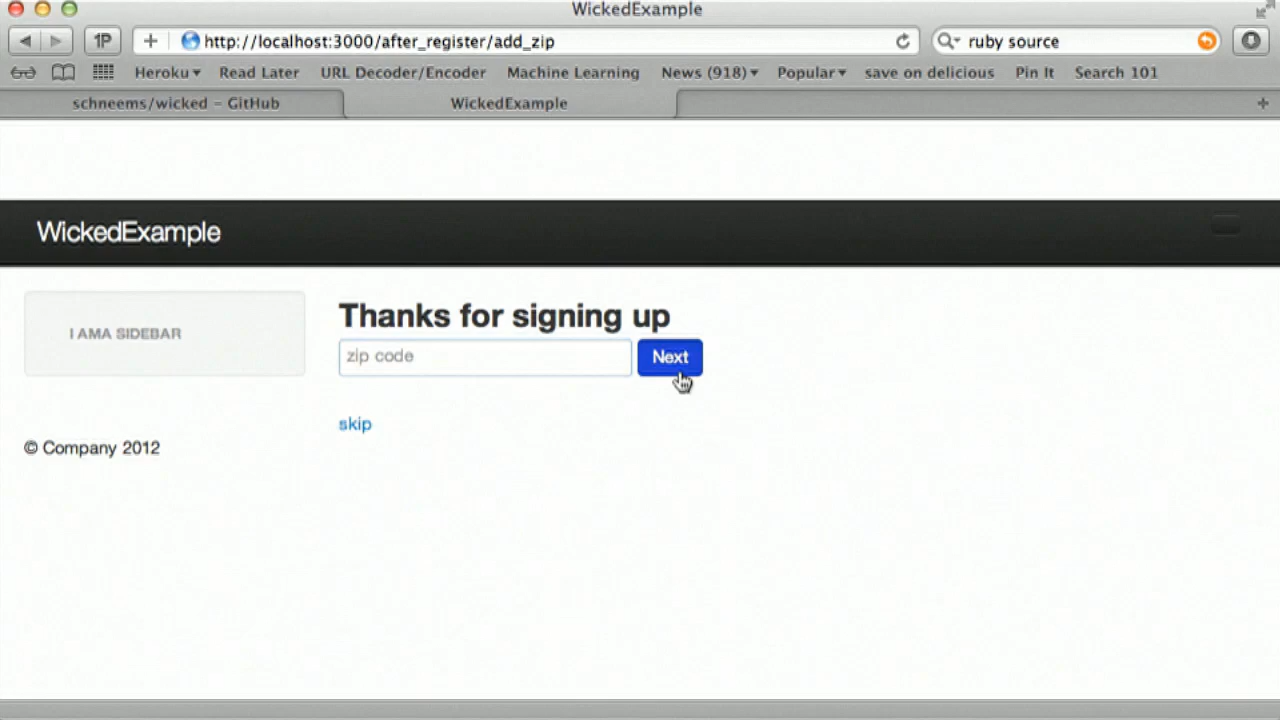 WickedExample
1P + http://localhost:3000/after_register/add_zip ruby source
Heroku▾ Read Later URL Decoder/Encoder Machine Learning News (918)▾ Popular▾ save on delicious Pin It Search 101
schneems/wicked – GitHub WickedExample +
WickedExample
I AM A SIDEBAR
Thanks for signing up
zip code Next
skip
© Company 2012